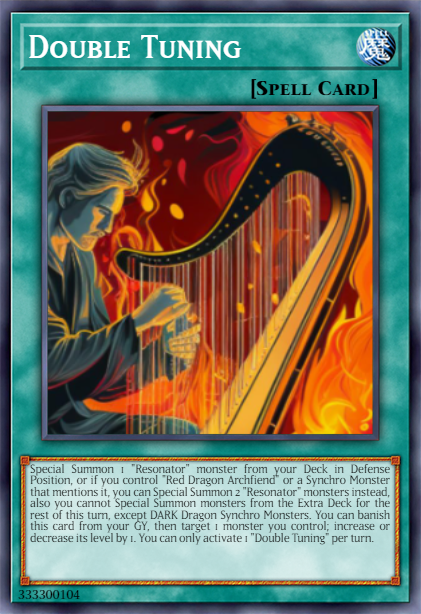 Double Tuning
魔
[Spell Card]
Special Summon 1 "Resonator" monster from your Deck in Defense
Position, or if you control "Red Dragon Archfiend" or a Synchro Monster
that mentions it, you can Special Summon 2 "Resonator" monsters instead,
also you cannot Special Summon monsters from the Extra Deck for the
rest of this turn, except DARK Dragon Synchro Monsters. You can banish
this card from your GY, then target 1 monster you control; increase or
decrease its level by 1. You can only activate 1 "Double Tuning" per turn.
333300104